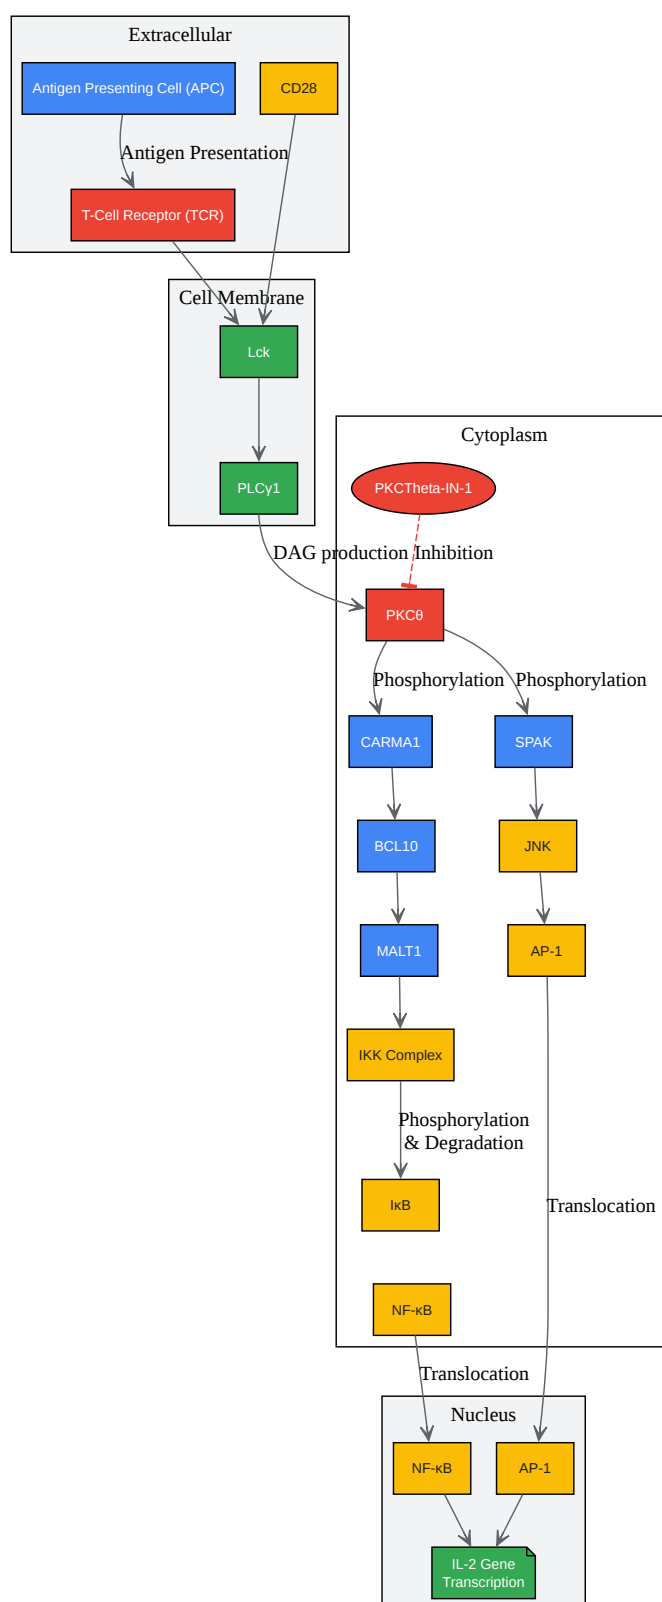 Extracellular
Antigen Presenting Cell (APC)
CD28
Antigen Presentation
T-Cell Receptor (TCR)
Cell Membrane
Lck
PLCγ1
Cytoplasm
PKCTheta-IN-1
DAG production
Inhibition
PKCθ
Phosphorylation
Phosphorylation
CARMA1
SPAK
BCL10
JNK
MALT1
AP-1
IKK Complex
Phosphorylation
& Degradation
IκB
Translocation
NF-κB
Translocation
Nucleus
NF-κB
AP-1
IL-2 Gene
Transcription